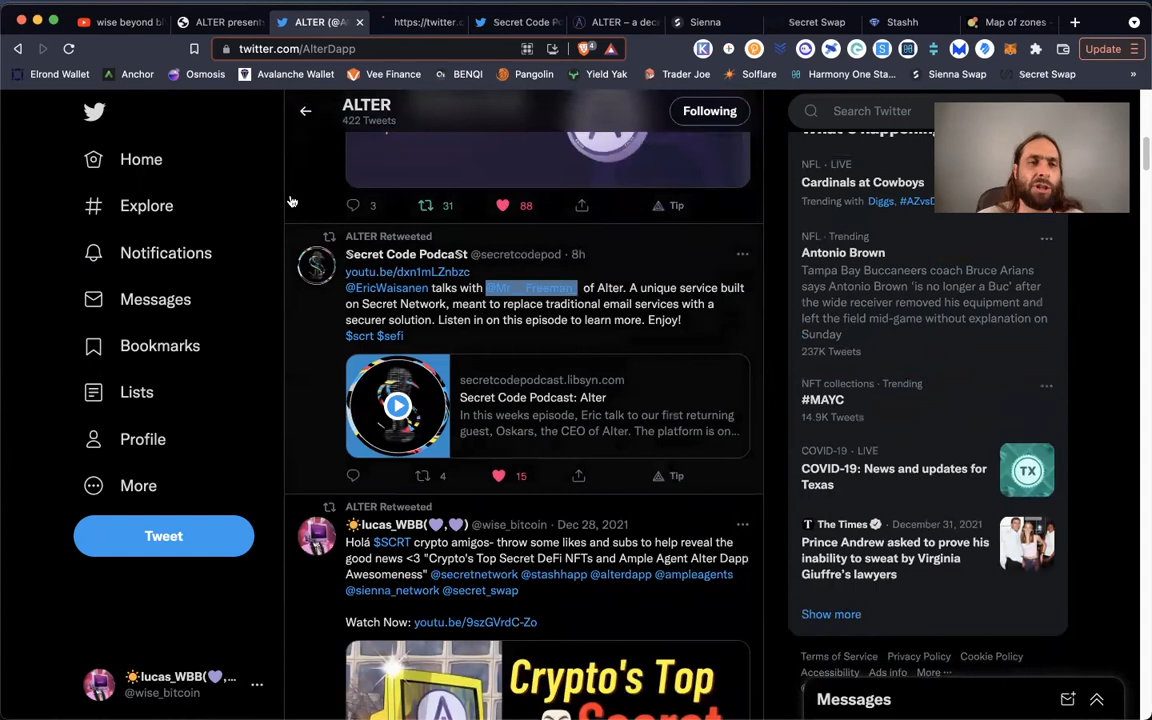 wise beyond b
ALTER present
ALTER (@A
https://twitter.c
Secret Code P
ALTER – a dec
Sienna
Secret Swap
Stashh
Map of zones
twitter.com/AlterDapp
4
Update
Elrond Wallet
Anchor
Osmosis
Avalanche Wallet
Vee Finance
BENQI
Pangolin
Yield Yak
Trader Joe
Solflare
Harmony One Sta...
Sienna Swap
Secret Swap
»
ALTER
422 Tweets
Following
Search Twitter
Home
Explore
Notifications
Messages
Bookmarks
Lists
Profile
More
Tweet
lucas_WBB(💜,...
@wise_bitcoin
3
31
88
Tip
ALTER Retweeted
Secret Code Podcast @secretcodepod · 8h
youtu.be/dxn1mLZnbzc
@EricWaisanen talks with @Mr__Freeman_ of Alter. A unique service built
on Secret Network, meant to replace traditional email services with a
securer solution. Listen in on this episode to learn more. Enjoy!
$scrt $sefi
secretcodepodcast.libsyn.com
Secret Code Podcast: Alter
In this weeks episode, Eric talk to our first returning
guest, Oskars, the CEO of Alter. The platform is on...
4
15
Tip
ALTER Retweeted
lucas_WBB(💜,💜) @wise_bitcoin · Dec 28, 2021
Holá $SCRT crypto amigos- throw some likes and subs to help reveal the
good news <3 "Crypto's Top Secret DeFi NFTs and Ample Agent Alter Dapp
Awesomeness" @secretnetwork @stashhapp @alterdapp @ampleagents
@sienna_network @secret_swap
Watch Now: youtu.be/9szGVrdC-Zo
Crypto's Top
Secret
What's happening
NFL · LIVE
Cardinals at Cowboys
Trending with Diggs, #AZvsD
NFL · Trending
Antonio Brown
Tampa Bay Buccaneers coach Bruce Arians
says Antonio Brown 'is no longer a Buc' after
the wide receiver removed his equipment and
left the field mid-game without explanation on
Sunday
237K Tweets
NFT collections · Trending
#MAYC
14.9K Tweets
COVID-19 · LIVE
COVID-19: News and updates for
Texas
TX
The Times · December 31, 2021
Prince Andrew asked to prove his
inability to sweat by Virginia
Giuffre's lawyers
Show more
Terms of Service Privacy Policy Cookie Policy
Accessibility Ads info More ···
Messages